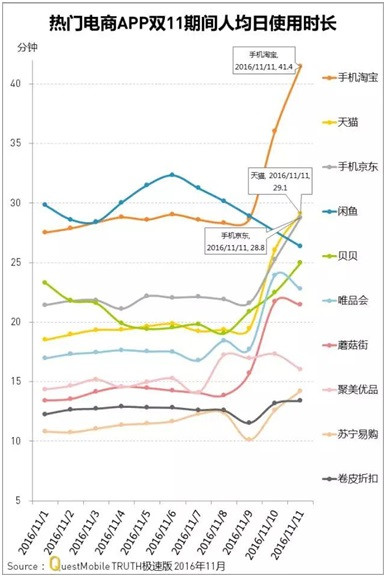 热门电商APP双11期间人均日使用时长
分钟
手机淘宝,
2016/11/11, 41.4
天猫, 2016/11/11,
29.1
手机京东,
2016/11/11, 28.8
40
35
30
25
20
15
10
5
手机淘宝
天猫
手机京东
闲鱼
贝贝
唯品会
蘑菇街
聚美优品
苏宁易购
卷皮折扣
2016/11/1
2016/11/2
2016/11/3
2016/11/4
2016/11/5
2016/11/6
2016/11/7
2016/11/8
2016/11/9
2016/11/10
2016/11/11
Source : QuestMobile TRUTH极速版 2016年11月